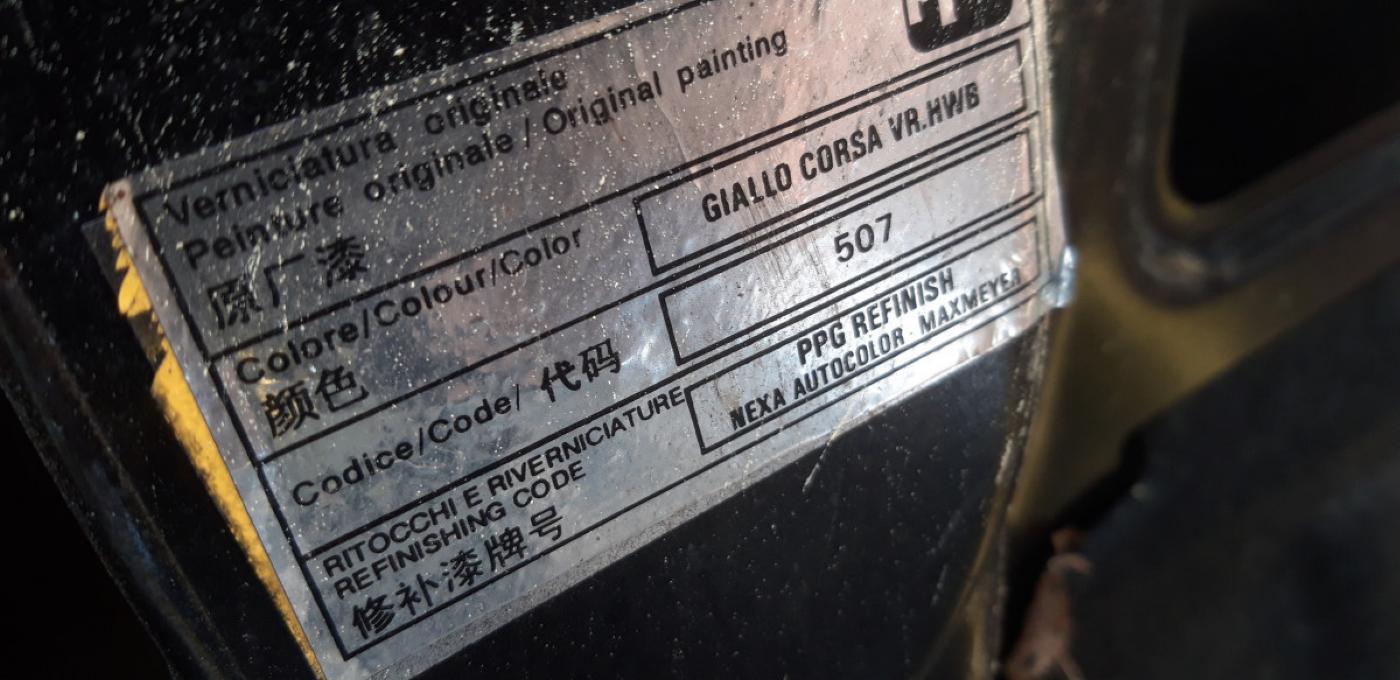 Verniciatura originale
Peinture originale / Original painting
原厂漆
Colore/Colour/Color
颜色
GIALLO CORSA VR.HWB
Codice/Code/ 代码
507
RITOCCHI E RIVERNICIATURE
REFINISHING CODE
修补漆牌号
PPG REFINISH
NEXA AUTOCOLOR - MAXMEYER